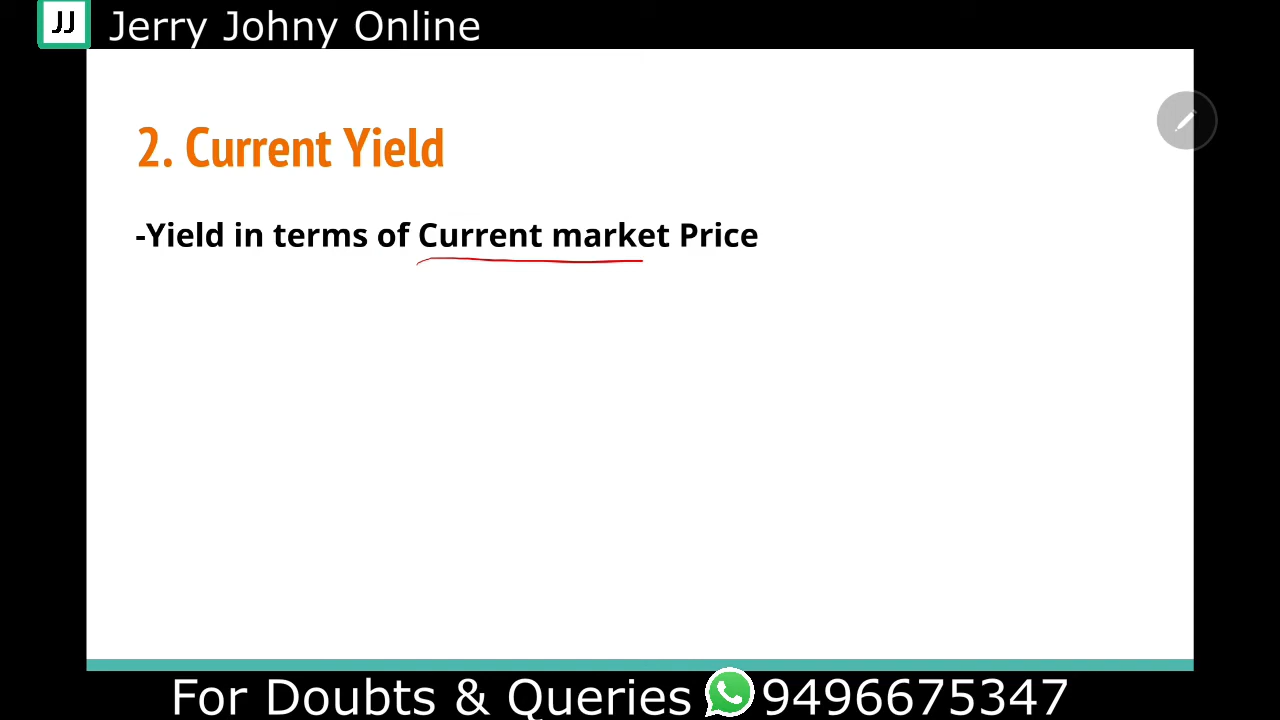 JJ Jerry Johny Online
2. Current Yield
-Yield in terms of Current market Price
For Doubts & Queries 9496675347